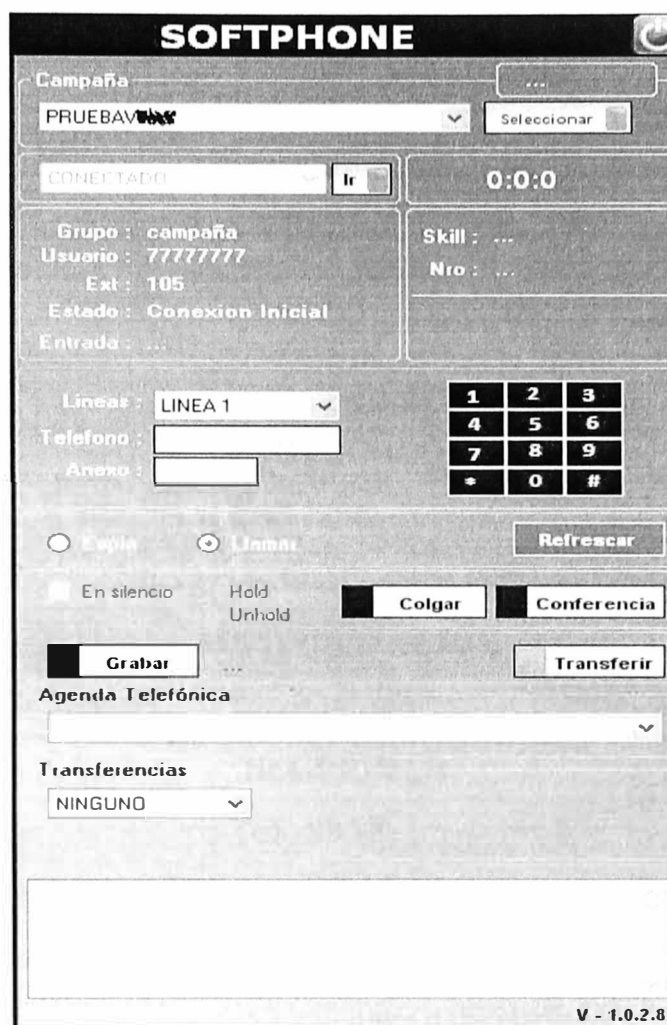 SOFTPHONE
Campaña
...
PRUEBAV
Seleccionar
CONECTADO
Ir
0:0:0
Grupo : campaña
Usuario : 77777777
Ext : 105
Estado : Conexion Inicial
Entrada : ...
Skill : ...
Nro : ...
Lineas : LINEA 1
Telefono :
Anexo :
1 2 3
4 5 6
7 8 9
* 0 #
Espia
Llamar
Refrescar
En silencio
Hold
Unhold
Colgar
Conferencia
Grabar
...
Transferir
Agenda Telefónica
Transferencias
NINGUNO
V - 1.0.2.8